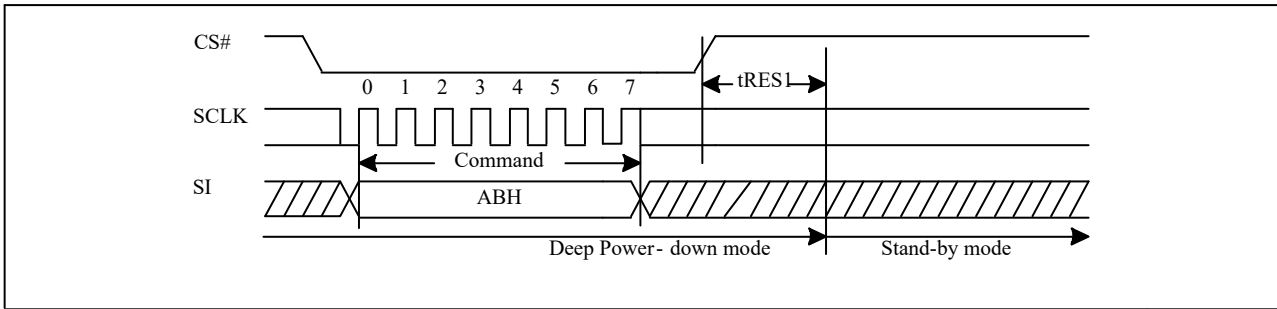 CS#
tRES1
0 1 2 3 4 5 6 7
SCLK
Command
SI
ABH
Deep Power- down mode Stand-by mode